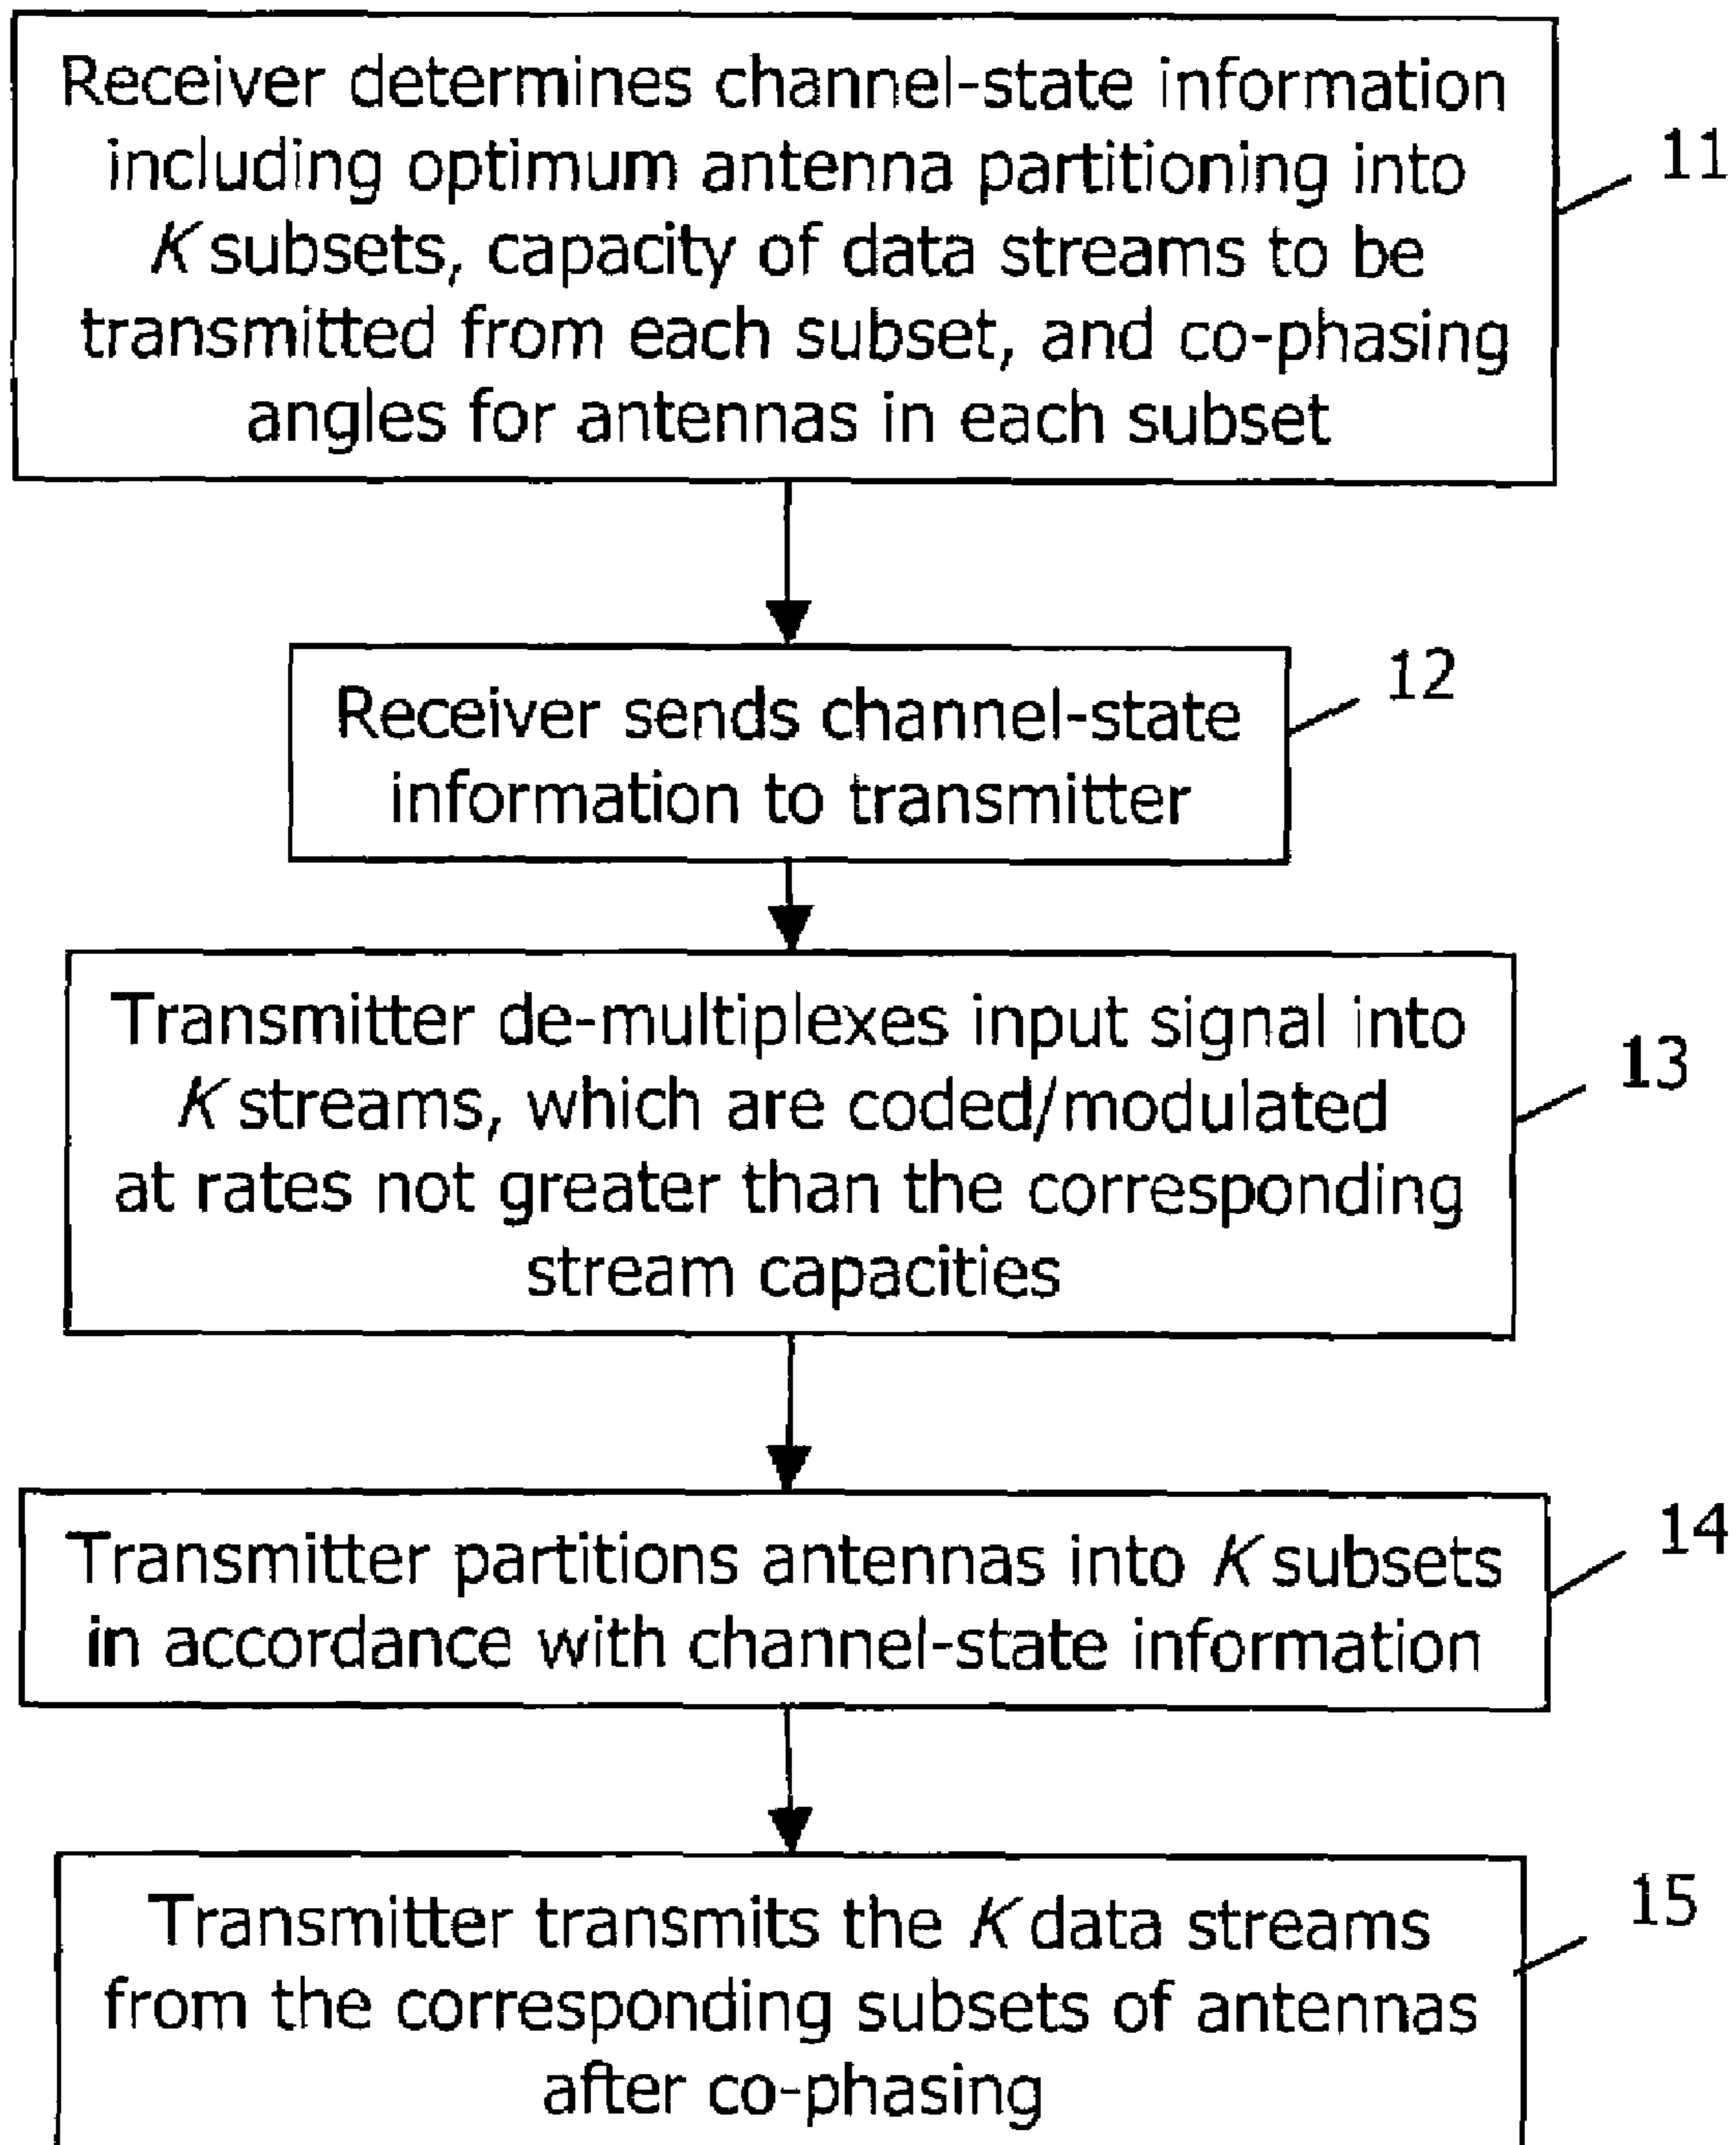 Receiver determines channel-state information
including optimum antenna partitioning into
K subsets, capacity of data streams to be
transmitted from each subset, and co-phasing
angles for antennas in each subset
11
Receiver sends channel-state
information to transmitter
12
Transmitter de-multiplexes input signal into
K streams, which are coded/modulated
at rates not greater than the corresponding
stream capacities
13
Transmitter partitions antennas into K subsets
in accordance with channel-state information
14
Transmitter transmits the K data streams
from the corresponding subsets of antennas
after co-phasing
15